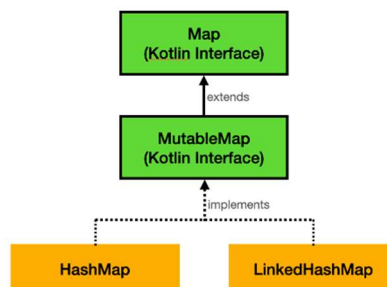 Map
(Kotlin Interface)
extends
MutableMap
(Kotlin Interface)
implements
HashMap
LinkedHashMap